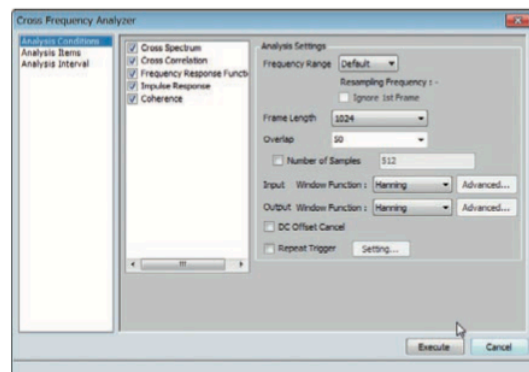 Cross Frequency Analyzer
Analysis Conditions
Analysis Items
Analysis Interval
Cross Spectrum
Cross Correlation
Frequency Response Functi
Impulse Response
Coherence
Analysis Settings
Frequency Range Default
Resampling Frequency : -
Ignore 1st Frame
Frame Length 1024
Overlap 50
Number of Samples 512
Input Window Function : Hanning Advanced...
Output Window Function : Hanning Advanced...
DC Offset Cancel
Repeat Trigger Setting...
Execute Cancel